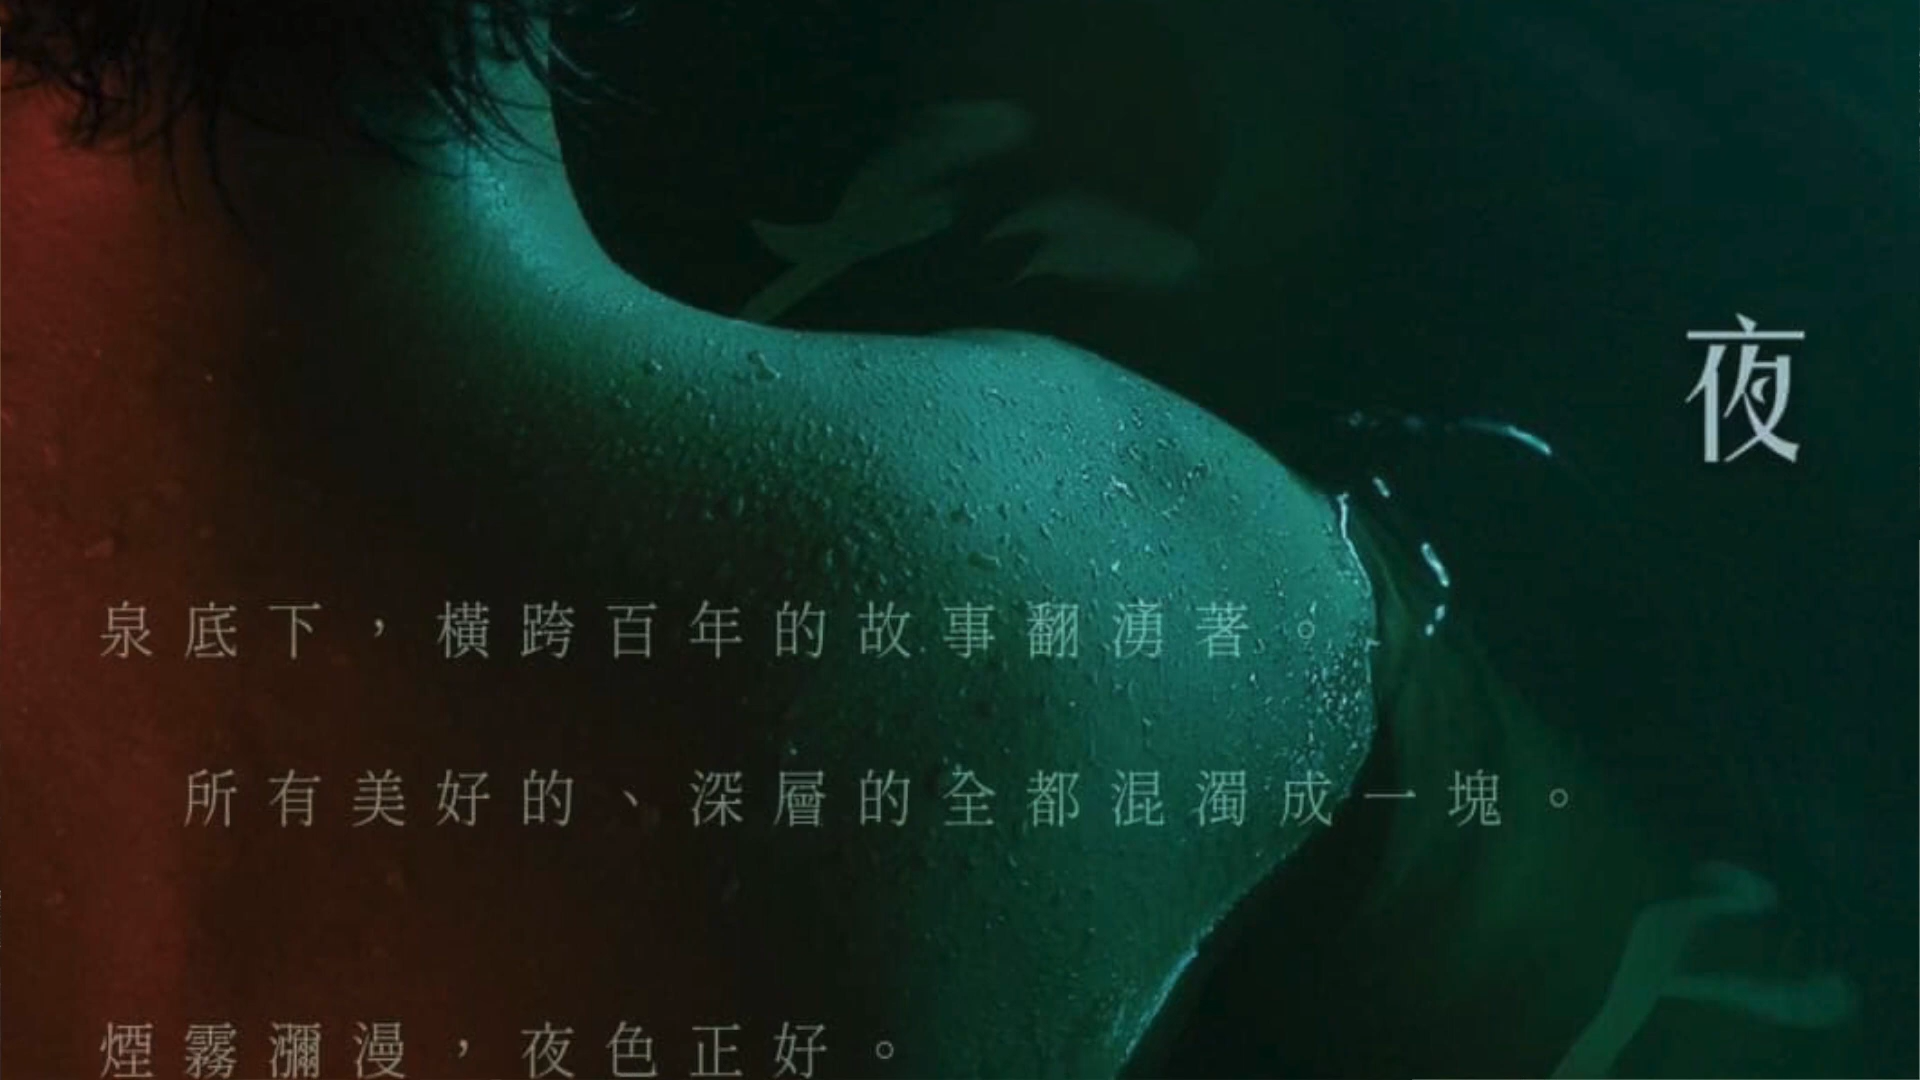 夜
泉底下，橫跨百年的故事翻湧著。
所有美好的、深層的全都混濁成一塊。
煙霧瀰漫，夜色正好。